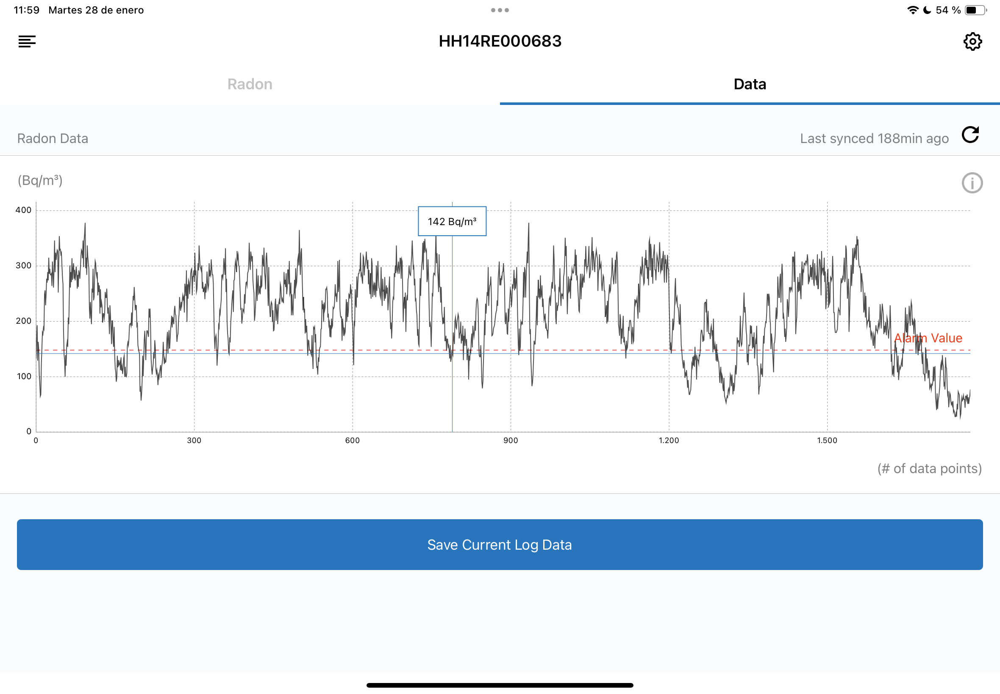 11:59 Martes 28 de enero
54 %
HH14RE000683
Radon Data
Radon Data
Last synced 188min ago
(Bq/m³)
400
142 Bq/m³
300
200
Alarm Value
100
0
0 300 600 900 1.200 1.500
(# of data points)
Save Current Log Data